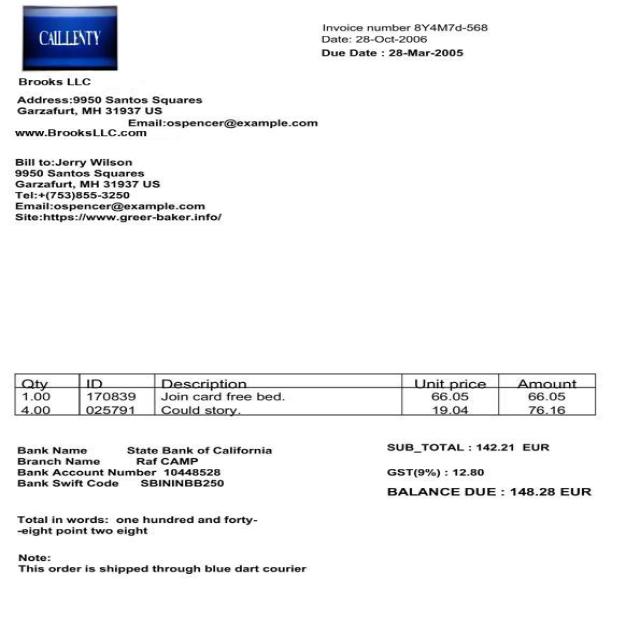 CAILLENTY
Invoice number 8Y4M7d-568
Date: 28-Oct-2006
Due Date : 28-Mar-2005
Brooks LLC
Address:9950 Santos Squares
Garzafurt, MH 31937 US
Email:ospencer@example.com
www.BrooksLLC.com
Bill to:Jerry Wilson
9950 Santos Squares
Garzafurt, MH 31937 US
Tel:+(753)855-3250
Email:ospencer@example.com
Site:https://www.greer-baker.info/
Qty ID Description Unit price Amount
1.00 170839 Join card free bed. 66.05 66.05
4.00 025791 Could story. 19.04 76.16
Bank Name State Bank of California
Branch Name Raf CAMP
Bank Account Number 10448528
Bank Swift Code SBININBB250
SUB_TOTAL : 142.21 EUR
GST(9%) : 12.80
BALANCE DUE : 148.28 EUR
Total in words: one hundred and forty-
-eight point two eight
Note:
This order is shipped through blue dart courier